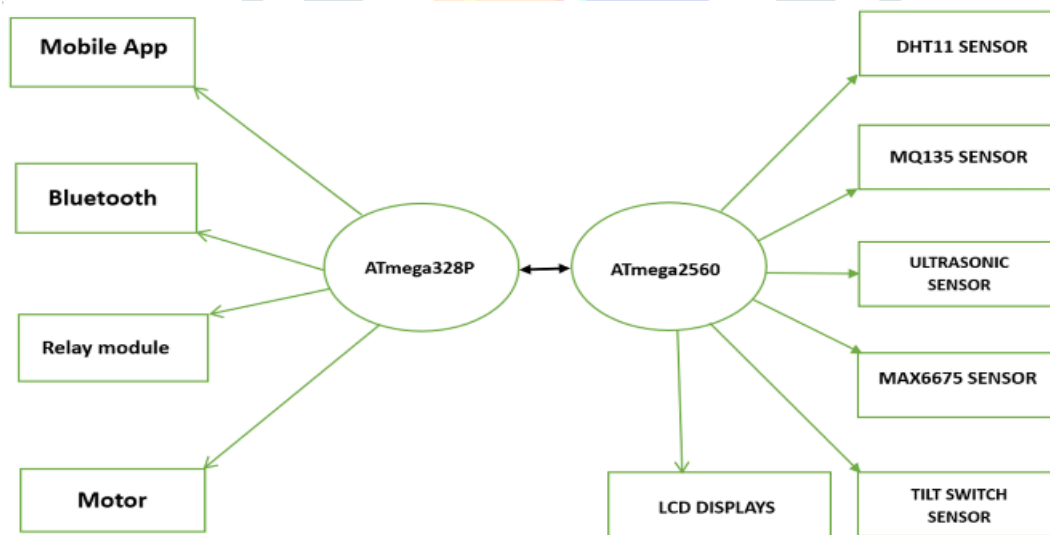 Mobile App
Bluetooth
Relay module
Motor
ATmega328P
ATmega2560
DHT11 SENSOR
MQ135 SENSOR
ULTRASONIC
SENSOR
MAX6675 SENSOR
TILT SWITCH
SENSOR
LCD DISPLAYS